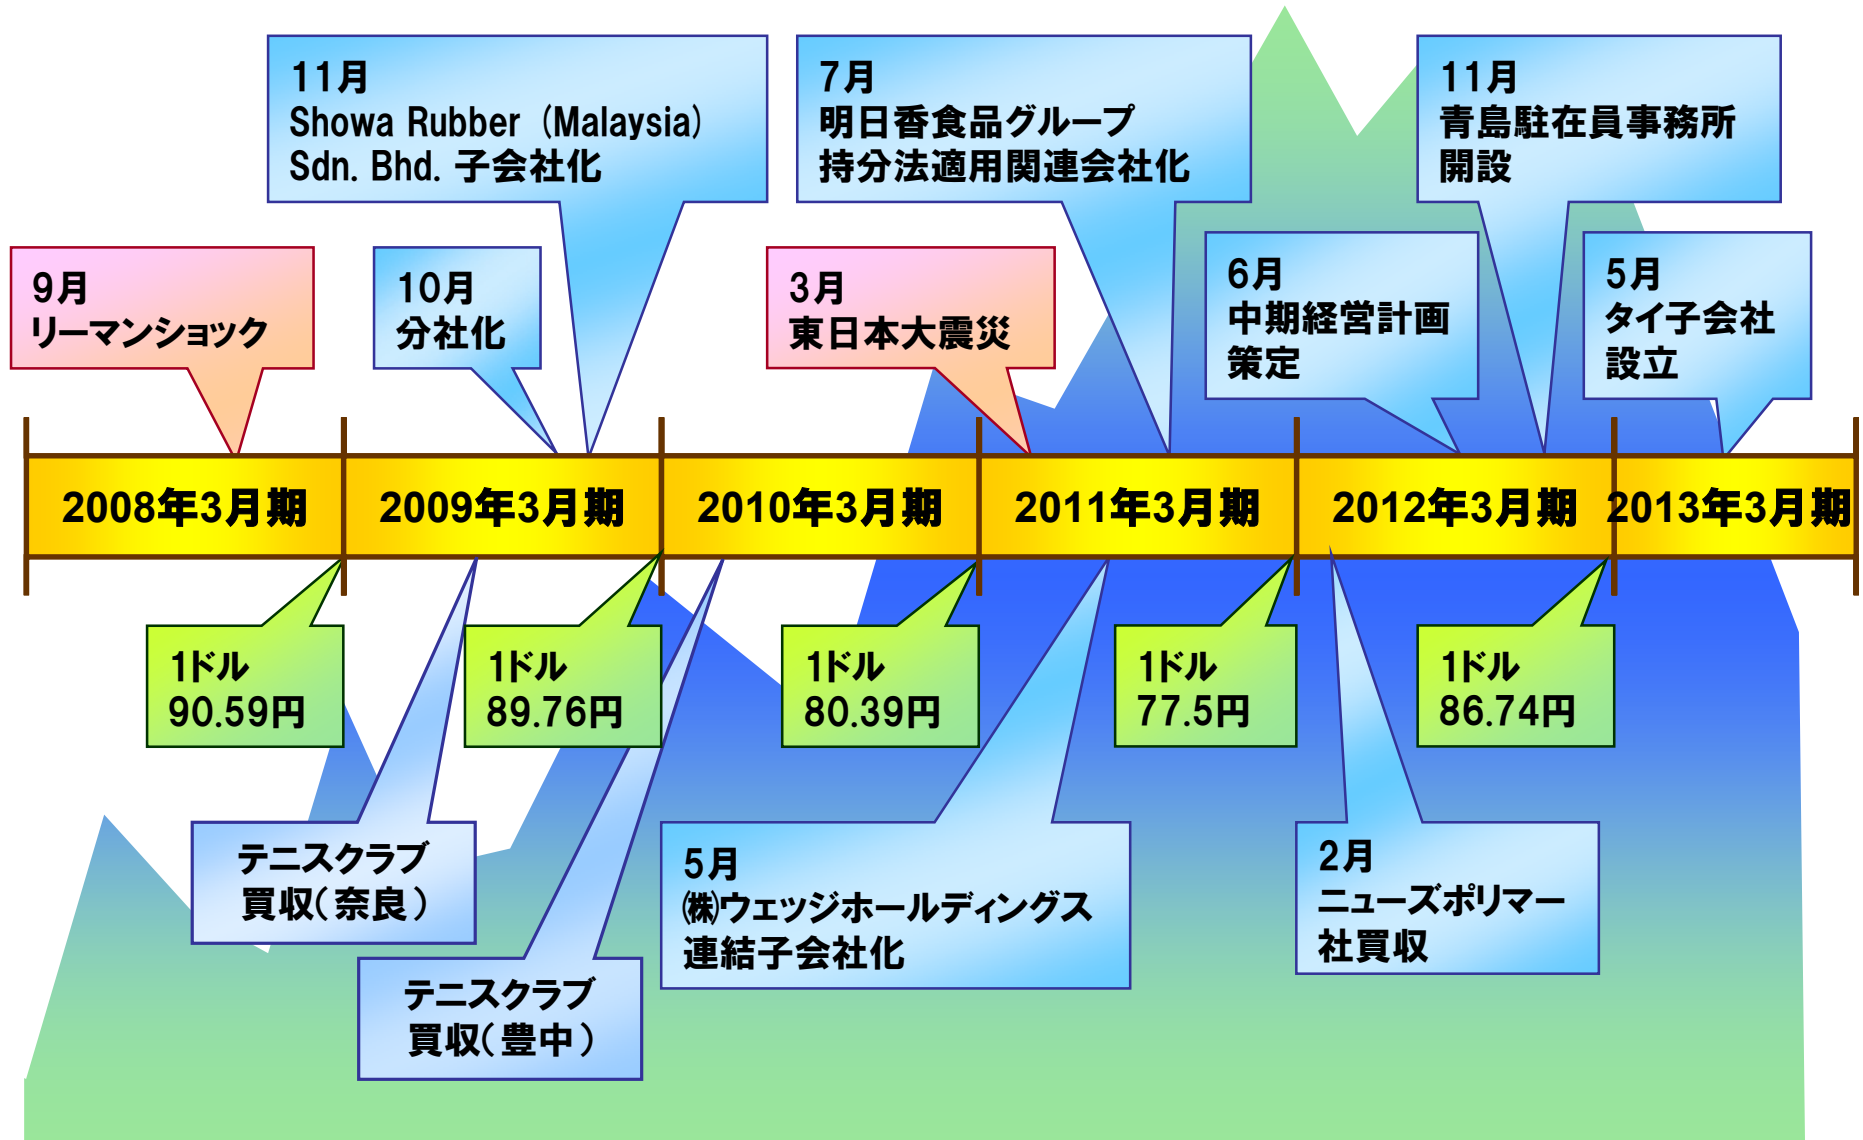 11月
Showa Rubber (Malaysia)
Sdn. Bhd. 子会社化
7月
明日香食品グループ
持分法適用関連会社化
11月
青島駐在員事務所
開設
9月
リーマンショック
10月
分社化
3月
東日本大震災
6月
中期経営計画
策定
5月
タイ子会社
設立
2008年3月期
2009年3月期
2010年3月期
2011年3月期
2012年3月期
2013年3月期
1ドル
90.59円
1ドル
89.76円
1ドル
80.39円
1ドル
77.5円
1ドル
86.74円
テニスクラブ
買収(奈良)
テニスクラブ
買収(豊中)
5月
㈱ウェッジホールディングス
連結子会社化
2月
ニューズポリマー
社買収